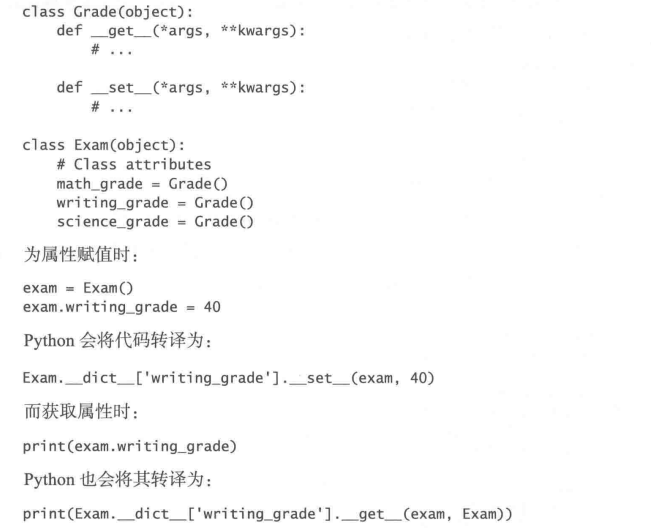 class Grade(object):
    def __get__(*args, **kwargs):
        # ...
    def __set__(*args, **kwargs):
        # ...
class Exam(object):
    # Class attributes
    math_grade = Grade()
    writing_grade = Grade()
    science_grade = Grade()
为属性赋值时：
exam = Exam()
exam.writing_grade = 40
Python 会将代码转译为：
Exam.__dict__['writing_grade'].__set__(exam, 40)
而获取属性时：
print(exam.writing_grade)
Python 也会将其转译为：
print(Exam.__dict__['writing_grade'].__get__(exam, Exam))